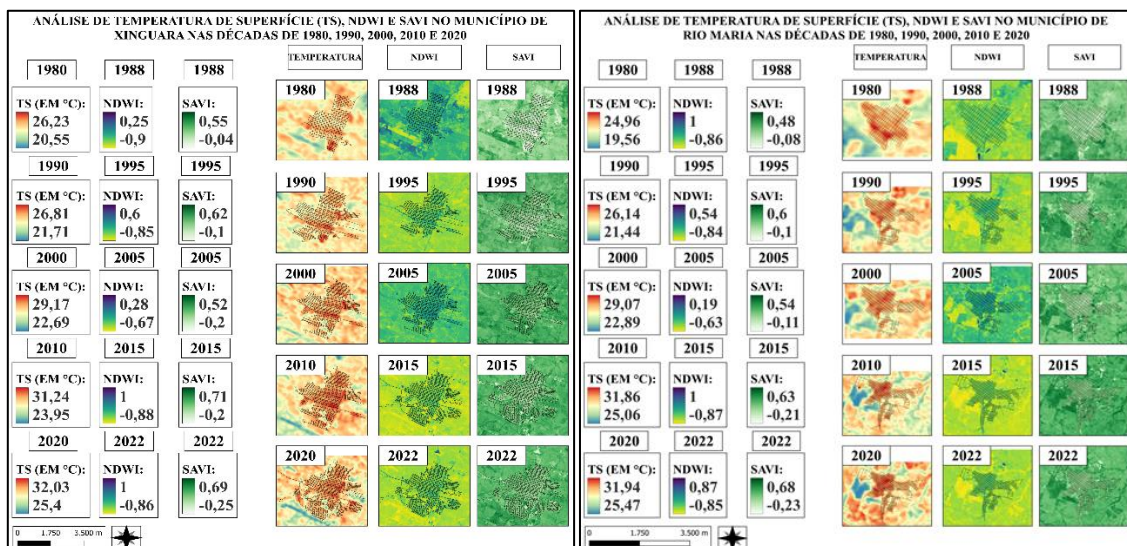 ANÁLISE DE TEMPERATURA DE SUPERFÍCIE (TS), NDWI E SAVI NO MUNICÍPIO DE
XINGUARA NAS DÉCADAS DE 1980, 1990, 2000, 2010 E 2020
TEMPERATURA NDWI SAVI
1980 1988 1988
TS (EM °C): NDWI: SAVI:
26,23 0,25 0,55
20,55 -0,9 -0,04
1980 1988 1988
1990 1995 1995
TS (EM °C): NDWI: SAVI:
26,81 0,6 0,62
21,71 -0,85 -0,1
1990 1995 1995
2000 2005 2005
TS (EM °C): NDWI: SAVI:
29,17 0,28 0,52
22,69 -0,67 -0,2
2000 2005 2005
2010 2015 2015
TS (EM °C): NDWI: SAVI:
31,24 1 0,71
23,95 -0,88 -0,2
2010 2015 2015
2020 2022 2022
TS (EM °C): NDWI: SAVI:
32,03 1 0,69
25,4 -0,86 -0,25
2020 2022 2022
0 1.750 3.500 m
ANÁLISE DE TEMPERATURA DE SUPERFÍCIE (TS), NDWI E SAVI NO MUNICÍPIO DE
RIO MARIA NAS DÉCADAS DE 1980, 1990, 2000, 2010 E 2020
TEMPERATURA NDWI SAVI
1980 1988 1988
TS (EM °C): NDWI: SAVI:
24,96 1 0,48
19,56 -0,86 -0,08
1980 1988 1988
1990 1995 1995
TS (EM °C): NDWI: SAVI:
26,14 0,54 0,6
21,44 -0,84 -0,1
1990 1995 1995
2000 2005 2005
TS (EM °C): NDWI: SAVI:
29,07 0,19 0,54
22,89 -0,63 -0,11
2000 2005 2005
2010 2015 2015
TS (EM °C): NDWI: SAVI:
31,86 1 0,63
25,06 -0,87 -0,21
2010 2015 2015
2020 2022 2022
TS (EM °C): NDWI: SAVI:
31,94 0,87 0,68
25,47 -0,85 -0,23
2020 2022 2022
0 1.750 3.500 m